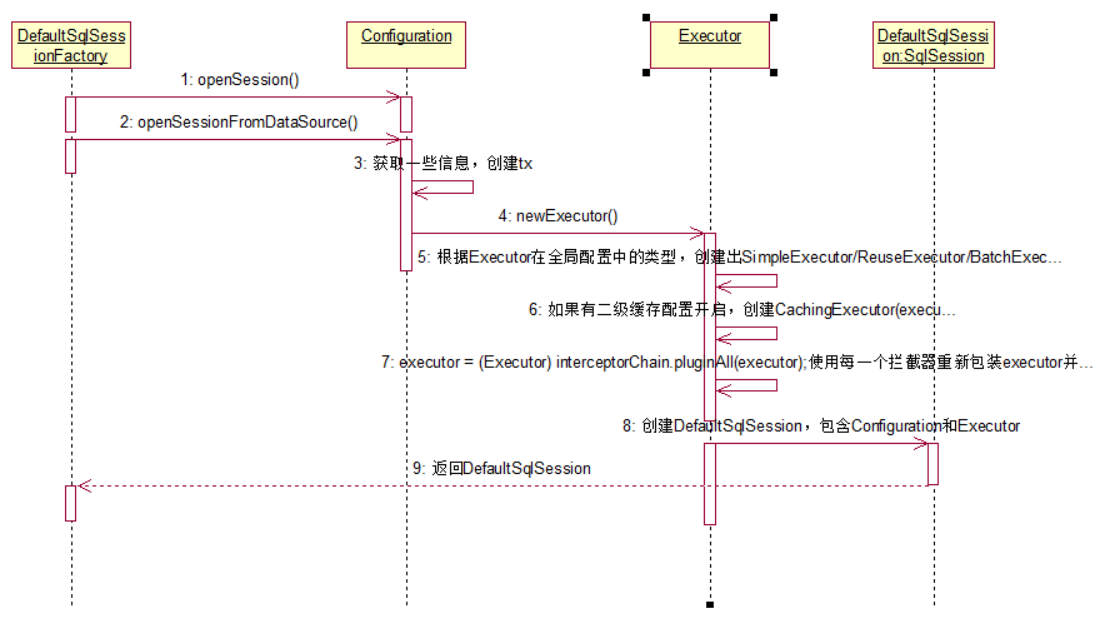 DefaultSqlSess
ionFactory
Configuration
Executor
DefaultSqlSessi
on:SqlSession
1: openSession()
2: openSessionFromDataSource()
3: 获取一些信息，创建tx
4: newExecutor()
5: 根据Executor在全局配置中的类型，创建出SimpleExecutor/ReuseExecutor/BatchExec...
6: 如果有二级缓存配置开启，创建CachingExecutor(execu...
7: executor = (Executor) interceptorChain.pluginAll(executor);使用每一个拦截器重新包装executor并...
8: 创建DefaultSqlSession，包含Configuration和Executor
9: 返回DefaultSqlSession